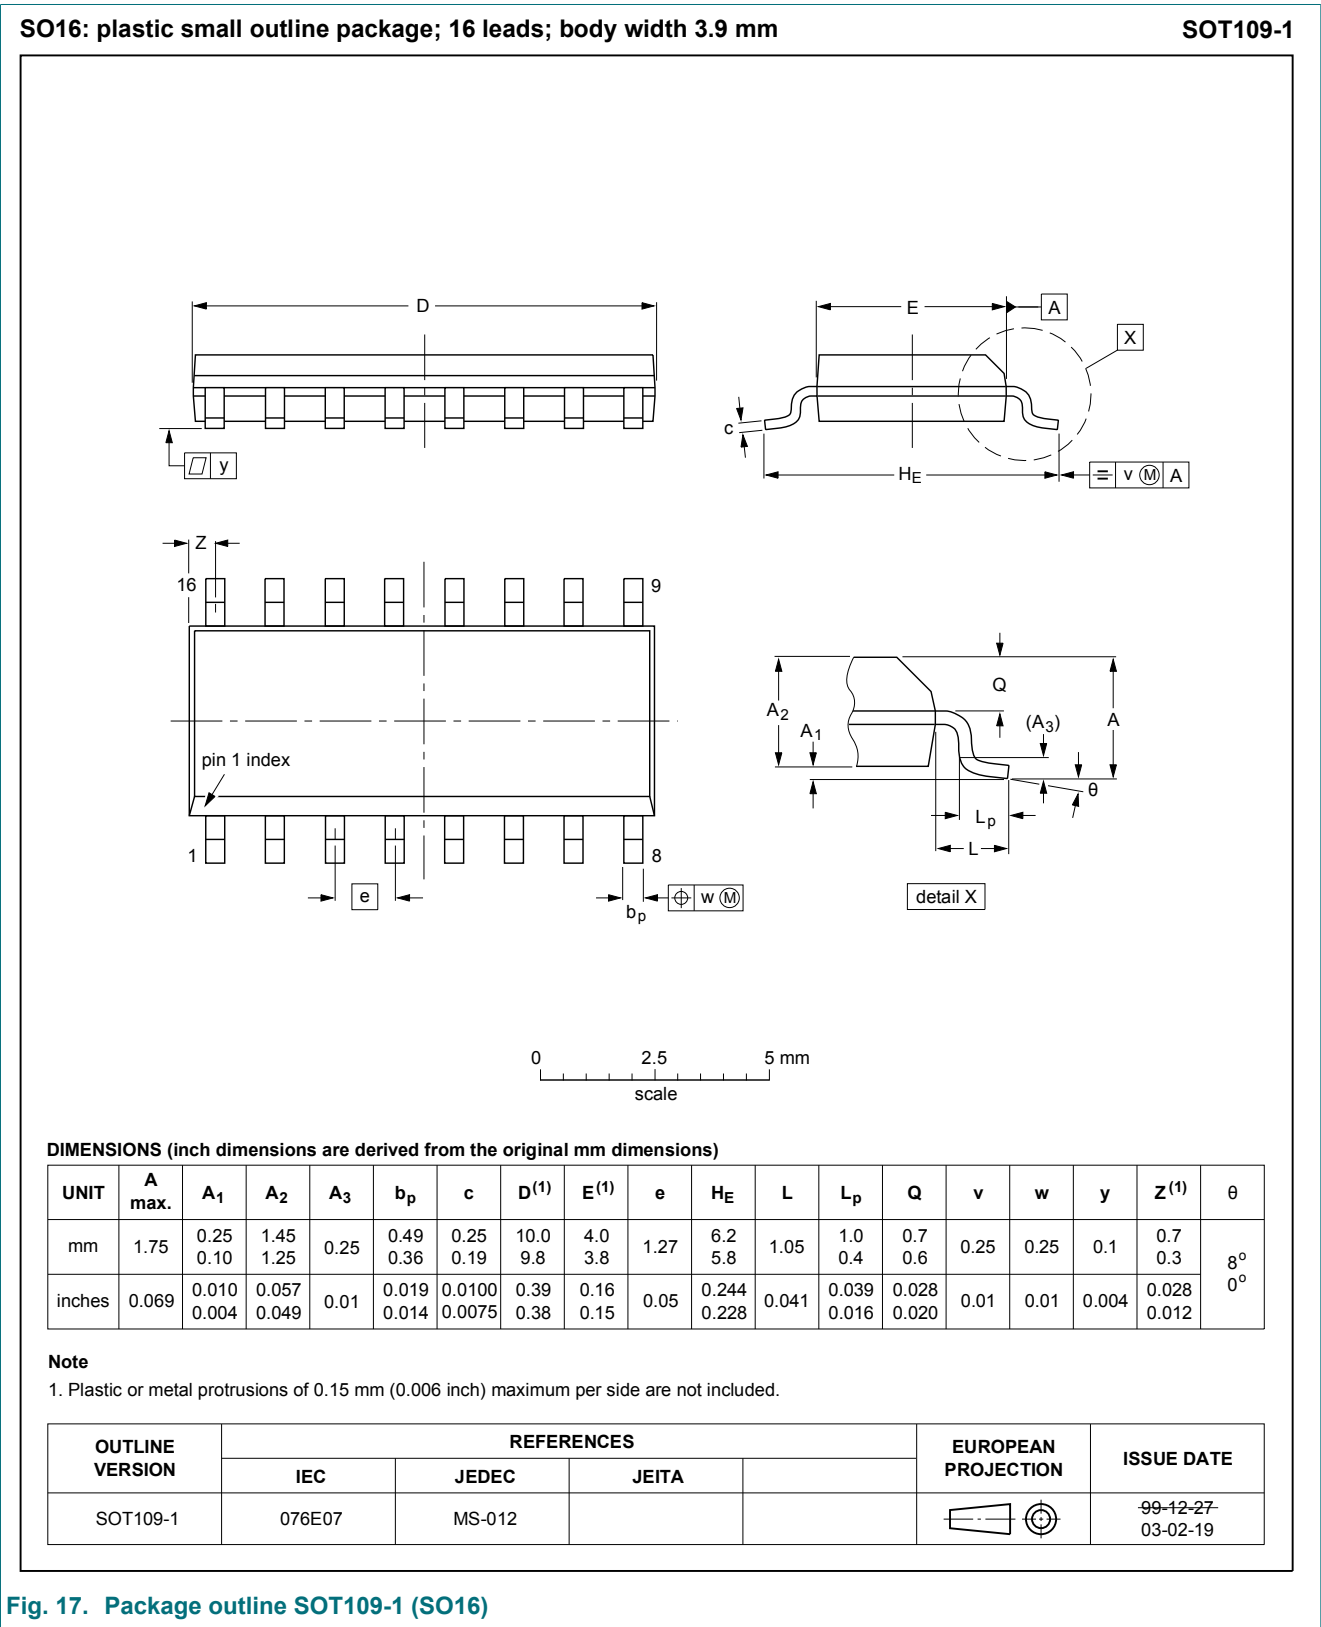 SO16: plastic small outline package; 16 leads; body width 3.9 mm SOT109-1
D
E
A
X
c
y
HE
v M A
Z
16
9
pin 1 index
1
8
e
bp
w M
A2
A1
Q
(A3)
A
θ
Lp
L
detail X
0 2.5 5 mm
scale
DIMENSIONS (inch dimensions are derived from the original mm dimensions)
UNIT A max. A1 A2 A3 bp c D(1) E(1) e HE L Lp Q v w y Z(1) θ
mm 1.75 0.25 0.10 1.45 1.25 0.25 0.49 0.36 0.25 0.19 10.0 9.8 4.0 3.8 1.27 6.2 5.8 1.05 1.0 0.4 0.7 0.6 0.25 0.25 0.1 0.7 0.3 8o 0o
inches 0.069 0.010 0.004 0.057 0.049 0.01 0.019 0.014 0.0100 0.0075 0.39 0.38 0.16 0.15 0.05 0.244 0.228 0.041 0.039 0.016 0.028 0.020 0.01 0.01 0.004 0.028 0.012
Note
1. Plastic or metal protrusions of 0.15 mm (0.006 inch) maximum per side are not included.
OUTLINE VERSION REFERENCES EUROPEAN PROJECTION ISSUE DATE
IEC JEDEC JEITA
SOT109-1 076E07 MS-012 99-12-27
03-02-19
Fig. 17. Package outline SOT109-1 (SO16)